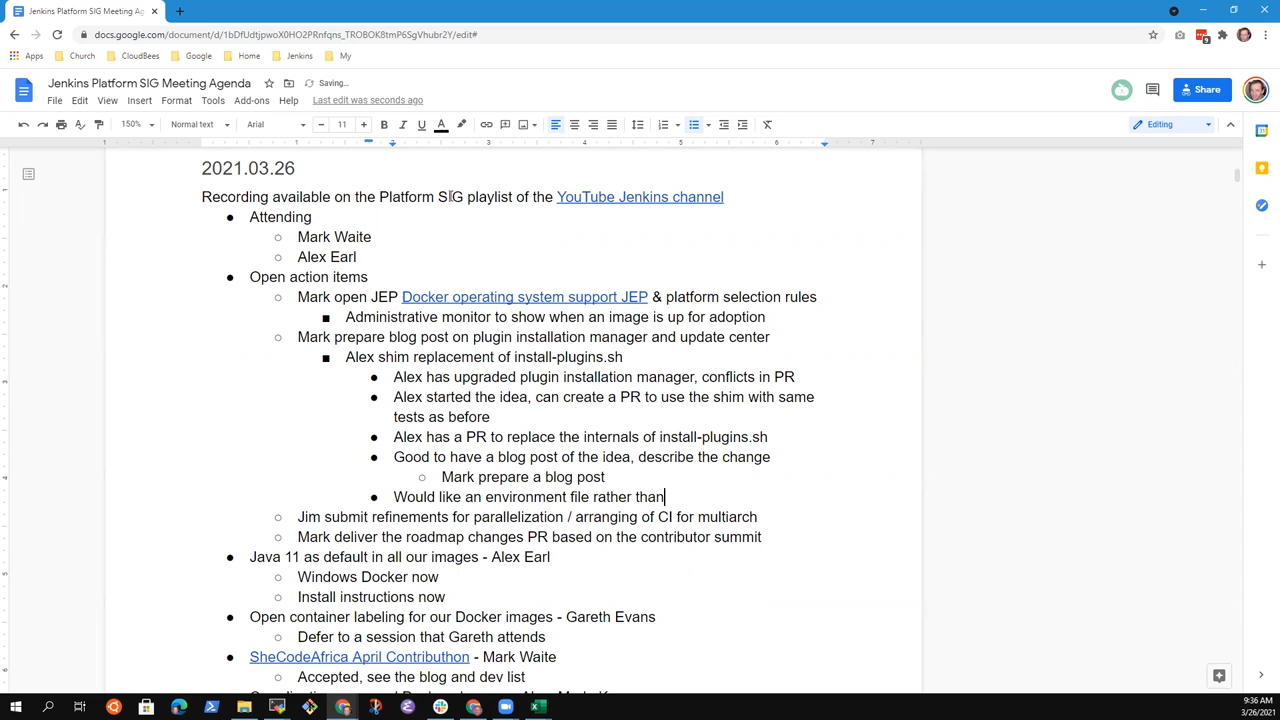 Jenkins Platform SIG Meeting Age
docs.google.com/document/d/1bDfUdtjpwoX0HO2PRnfqns_TROBOK8tmP6SgVhubr2Y/edit#
9
Apps Church CloudBees Google Home Jenkins My
Jenkins Platform SIG Meeting Agenda Saving...
File Edit View Insert Format Tools Add-ons Help Last edit was seconds ago
Share
150% Normal text Arial 11 Editing
1 1 2 3 4 5 6 7
2021.03.26
Recording available on the Platform SIG playlist of the YouTube Jenkins channel
● Attending
○ Mark Waite
○ Alex Earl
● Open action items
○ Mark open JEP Docker operating system support JEP & platform selection rules
■ Administrative monitor to show when an image is up for adoption
○ Mark prepare blog post on plugin installation manager and update center
■ Alex shim replacement of install-plugins.sh
● Alex has upgraded plugin installation manager, conflicts in PR
● Alex started the idea, can create a PR to use the shim with same
tests as before
● Alex has a PR to replace the internals of install-plugins.sh
● Good to have a blog post of the idea, describe the change
○ Mark prepare a blog post
● Would like an environment file rather than
○ Jim submit refinements for parallelization / arranging of CI for multiarch
○ Mark deliver the roadmap changes PR based on the contributor summit
● Java 11 as default in all our images - Alex Earl
○ Windows Docker now
○ Install instructions now
● Open container labeling for our Docker images - Gareth Evans
○ Defer to a session that Gareth attends
● SheCodeAfrica April Contributhon - Mark Waite
○ Accepted, see the blog and dev list
9:36 AM
3/26/2021